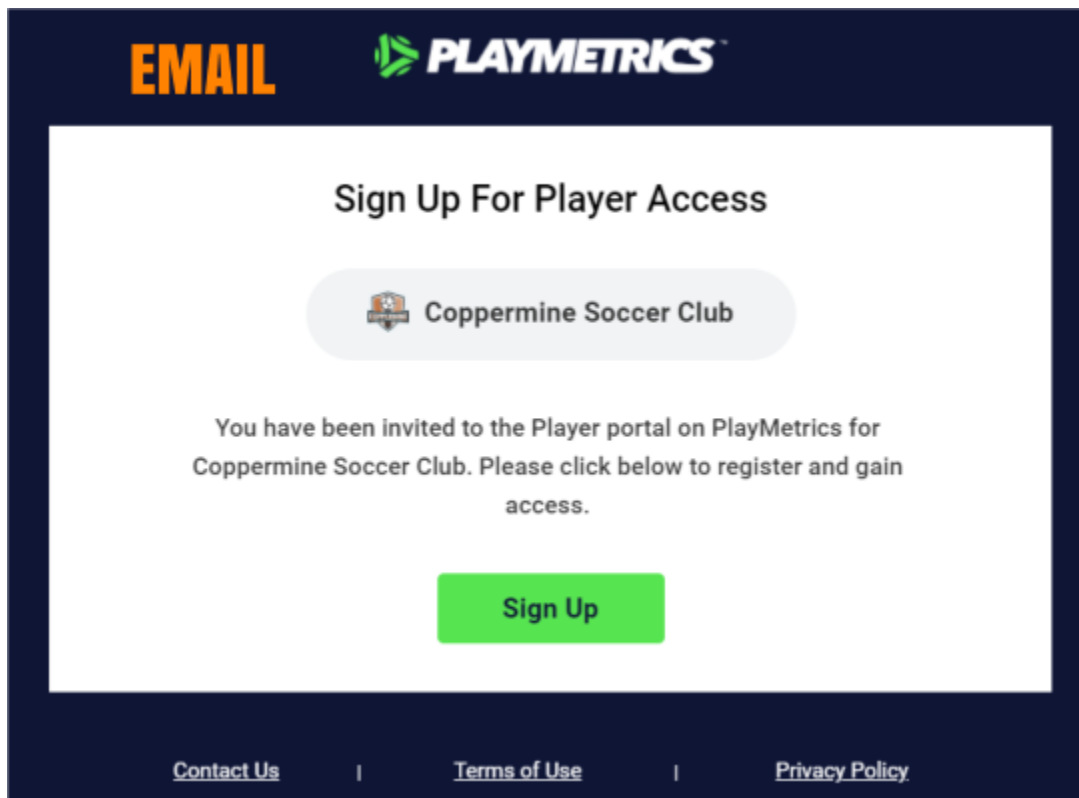 EMAIL
PLAYMETRICS™
Sign Up For Player Access
Coppermine Soccer Club
You have been invited to the Player portal on PlayMetrics for
Coppermine Soccer Club. Please click below to register and gain
access.
Sign Up
Contact Us | Terms of Use | Privacy Policy